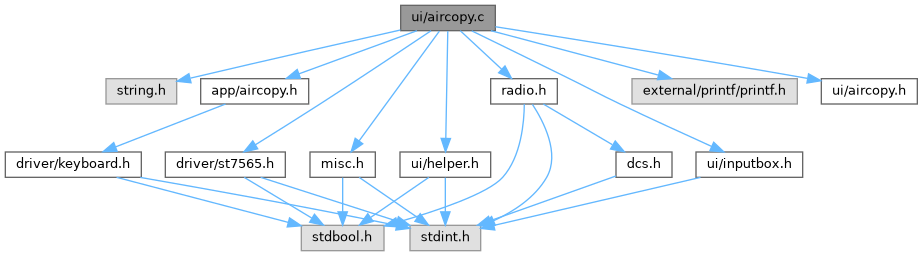 ui/aircopy.c
string.h
app/aircopy.h
radio.h
external/printf/printf.h
ui/aircopy.h
driver/keyboard.h
driver/st7565.h
misc.h
ui/helper.h
dcs.h
ui/inputbox.h
stdbool.h
stdint.h